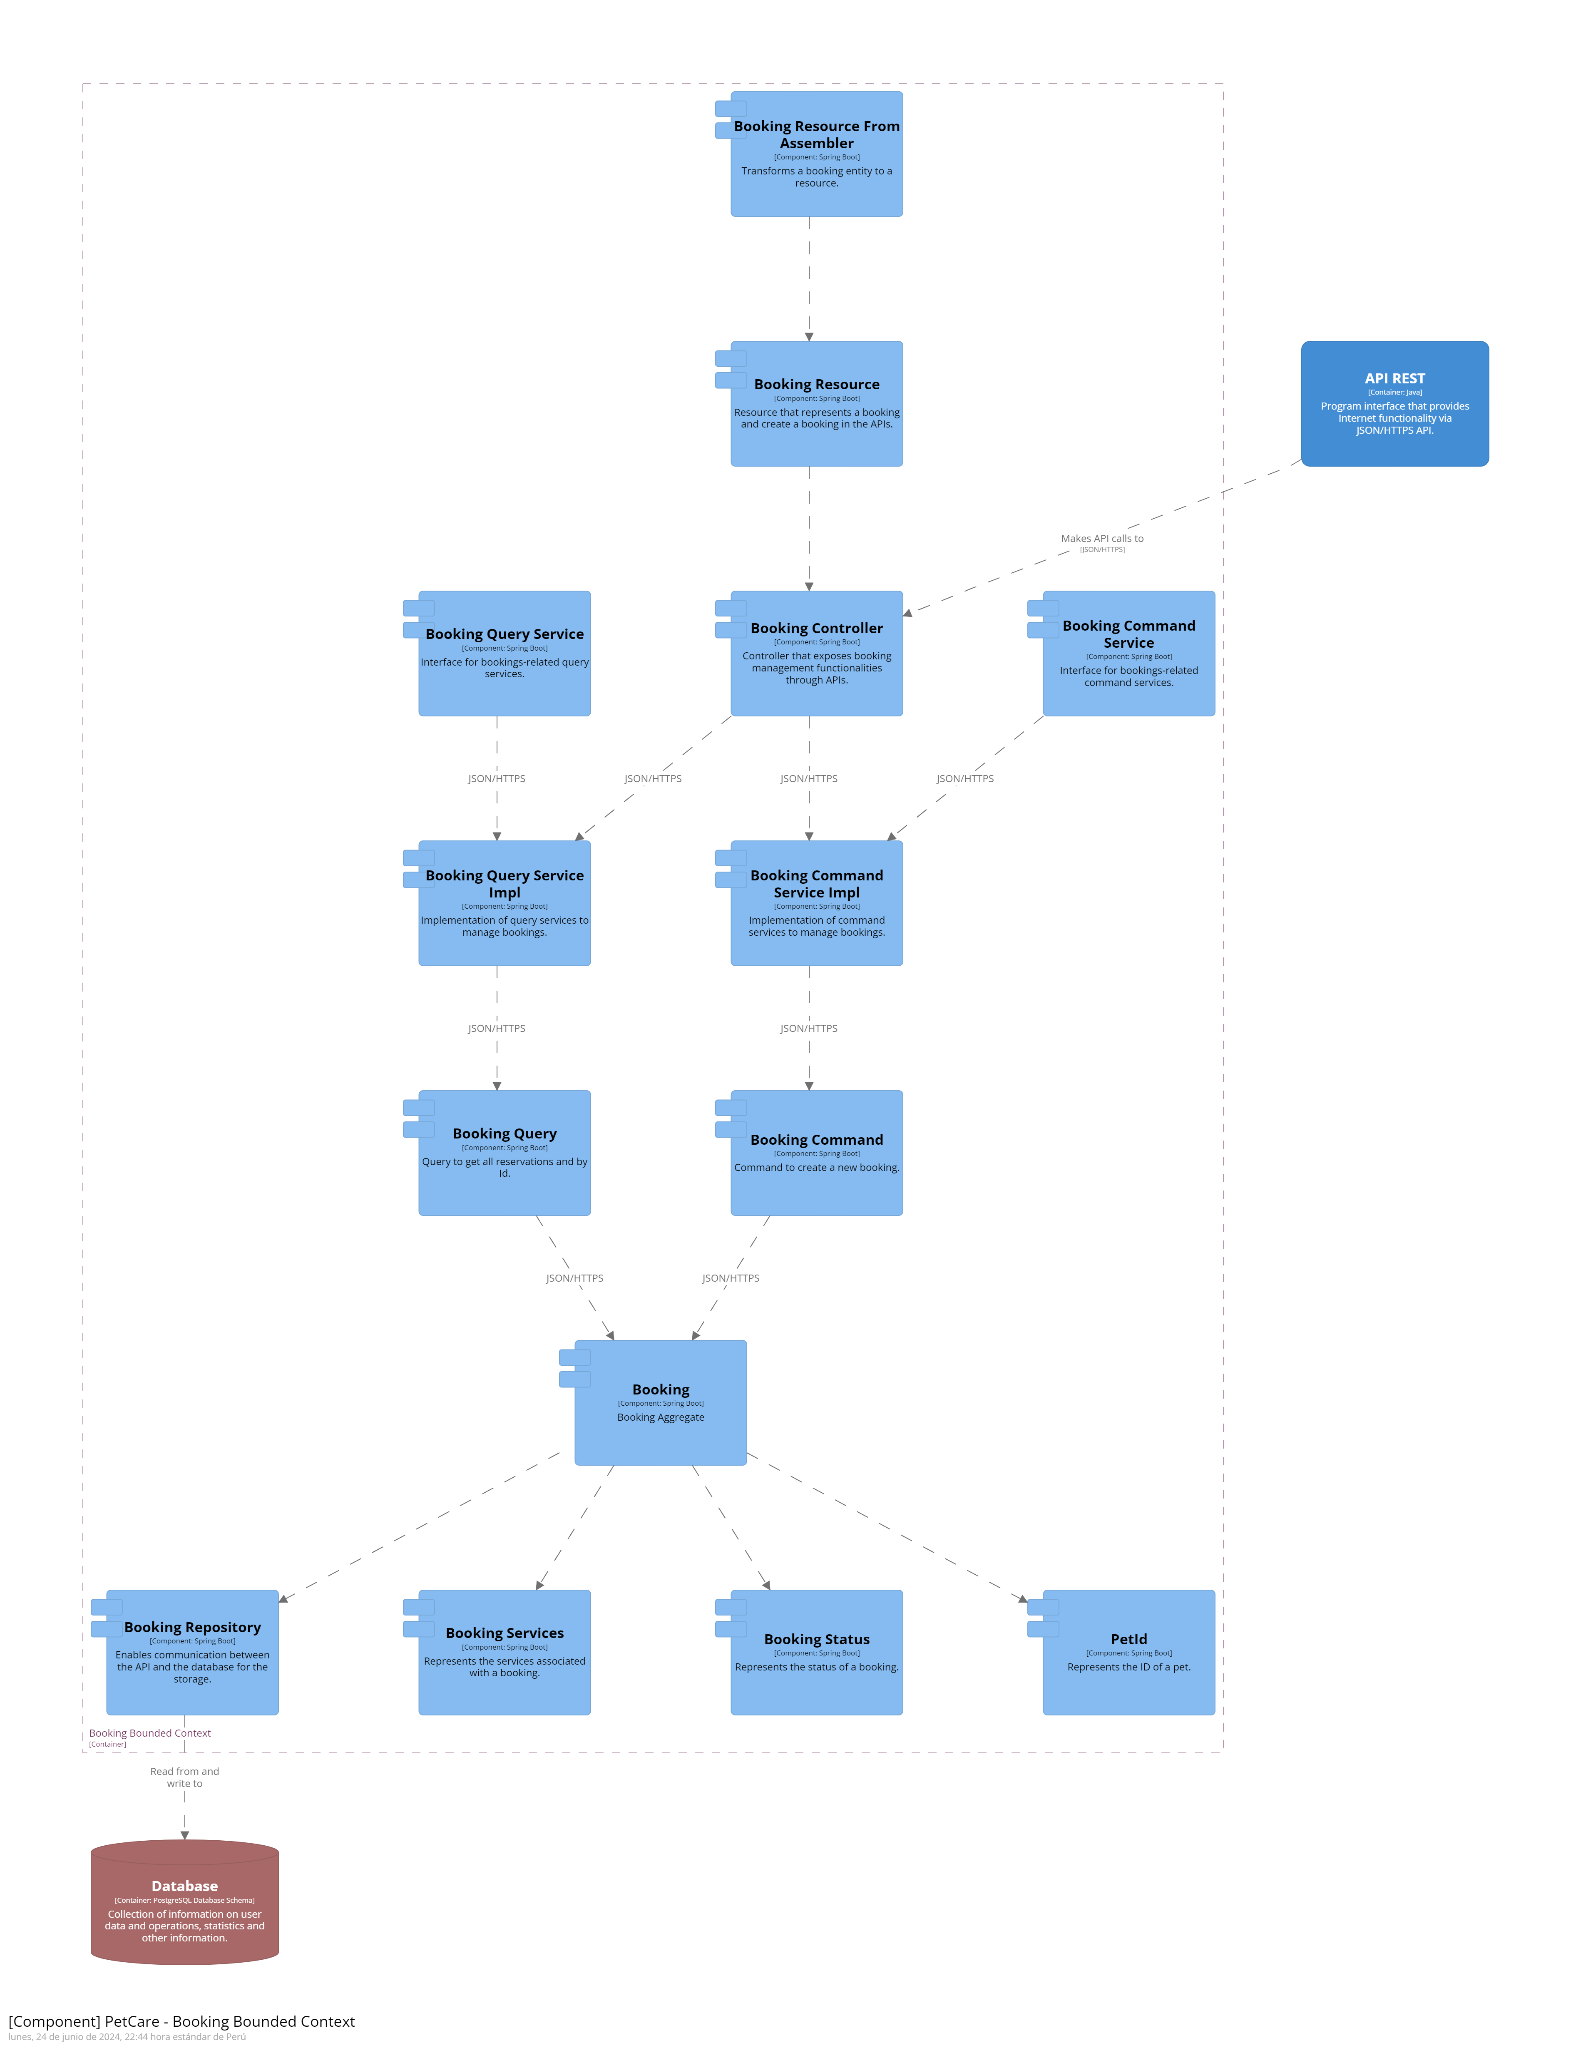 Booking Resource From
Assembler
[Component: Spring Boot]
Transforms a booking entity to a
resource.
Booking Resource
[Component: Spring Boot]
Resource that represents a booking
and create a booking in the APIs.
API REST
[Container: Java]
Program interface that provides
internet functionality via
JSON/HTTPS API.
Makes API calls to
[JSON/HTTPS]
Booking Query Service
[Component: Spring Boot]
Interface for bookings-related query
services.
Booking Controller
[Component: Spring Boot]
Controller that exposes booking
management functionalities
through APIs.
Booking Command
Service
[Component: Spring Boot]
Interface for bookings-related
command services.
JSON/HTTPS
JSON/HTTPS
JSON/HTTPS
JSON/HTTPS
Booking Query Service
Impl
[Component: Spring Boot]
Implementation of query services to
manage bookings.
Booking Command
Service Impl
[Component: Spring Boot]
Implementation of command
services to manage bookings.
JSON/HTTPS
JSON/HTTPS
Booking Query
[Component: Spring Boot]
Query to get all reservations and by
Id.
Booking Command
[Component: Spring Boot]
Command to create a new booking.
JSON/HTTPS
JSON/HTTPS
Booking
[Component: Spring Boot]
Booking Aggregate
Booking Repository
[Component: Spring Boot]
Enables communication between
the API and the database for the
storage.
Booking Services
[Component: Spring Boot]
Represents the services associated
with a booking.
Booking Status
[Component: Spring Boot]
Represents the status of a booking.
PetId
[Component: Spring Boot]
Represents the ID of a pet.
Booking Bounded Context
[Container]
Read from and
write to
Database
[Container: PostgreSQL Database Schema]
Collection of information on user
data and operations, statistics and
other information.
[Component] PetCare - Booking Bounded Context
lunes, 24 de junio de 2024, 22:44 hora estándar de Perú